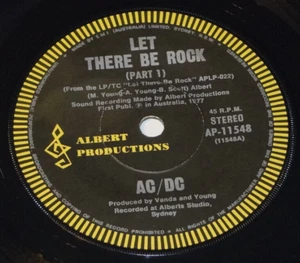 LET
THERE BE ROCK
(PART 1)
(From the LP/TC "Let There Be Rock" APLP-022)
(M. Young-A. Young-B. Scott) Albert
Sound Recording Made by Albert Productions
First Publ. P in Australia, 1977
45 R.P.M.
STEREO
AP-11548
(11548A)
ALBERT
PRODUCTIONS
AC/DC
Produced by Vanda and Young
Recorded at Alberts Studio,
Sydney